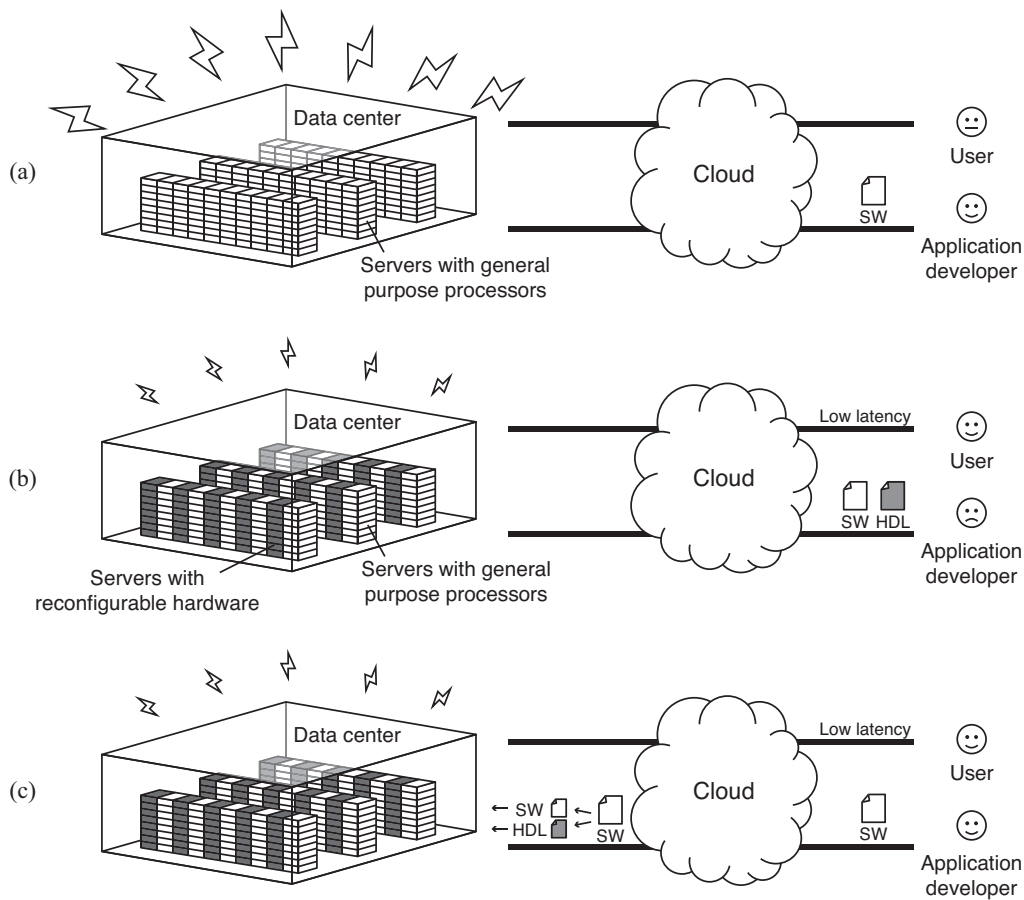 (a)
Data center
Servers with general
purpose processors
Cloud
SW
User
Application
developer
(b)
Data center
Servers with
reconfigurable hardware
Servers with general
purpose processors
Cloud
Low latency
User
SW HDL
Application
developer
(c)
Data center
SW
HDL
SW
Cloud
Low latency
User
SW
Application
developer